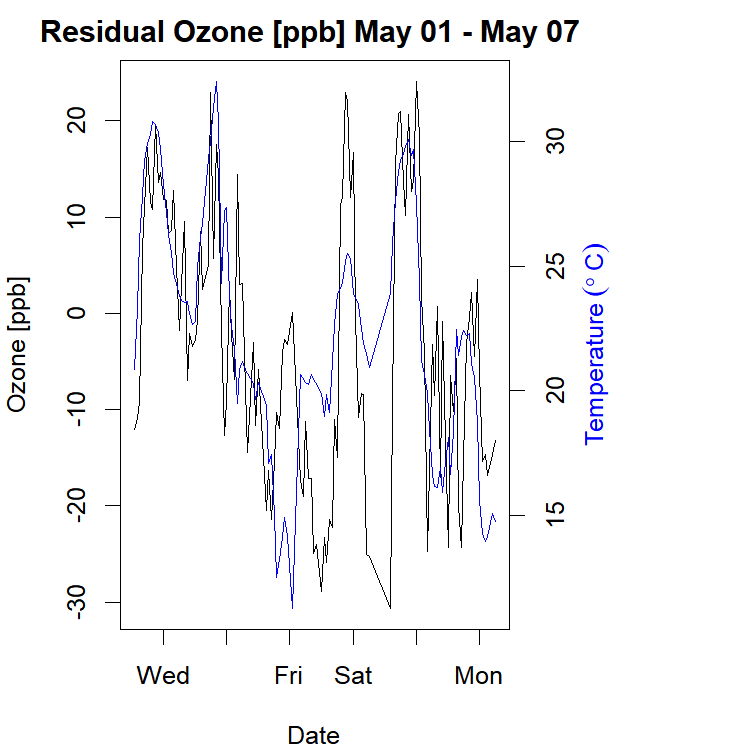 Residual Ozone [ppb] May 01 - May 07
20
10
0
-10
-20
-30
Ozone [ppb]
30
25
20
15
Temperature (° C)
Wed Fri Sat Mon
Date